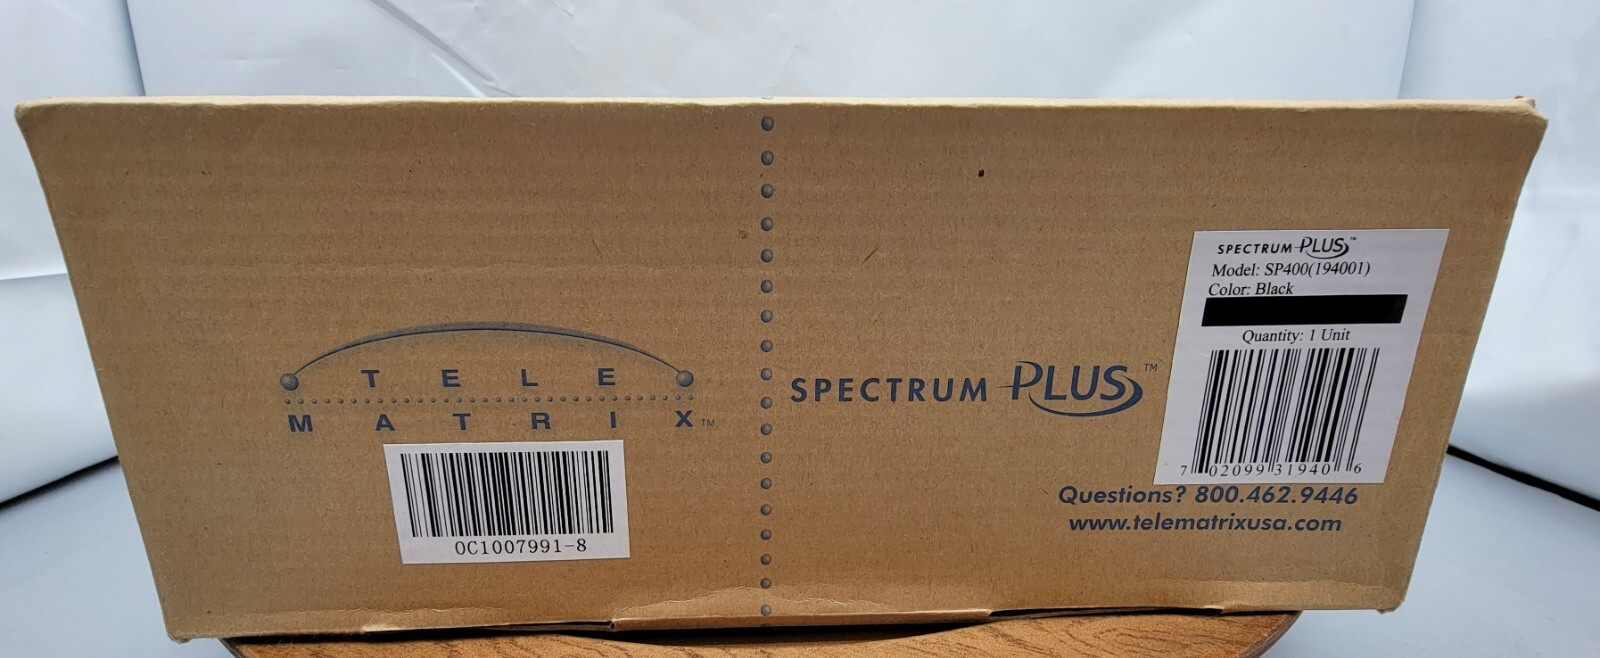 TELE
MATRIX™
OC1007991-8
SPECTRUM PLUS™
SPECTRUM PLUS™
Model: SP400(194001)
Color: Black
Quantity: 1 Unit
7 02099 31940 6
Questions? 800.462.9446
www.telematrixusa.com